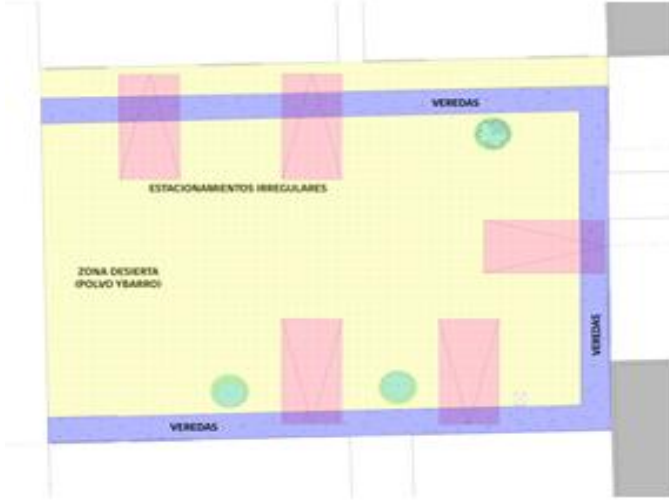 VEREDAS
ESTACIONAMIENTOS IRREGULARES
ZONA DESIERTA
(POLVO YBARRO)
VEREDAS
VEREDAS